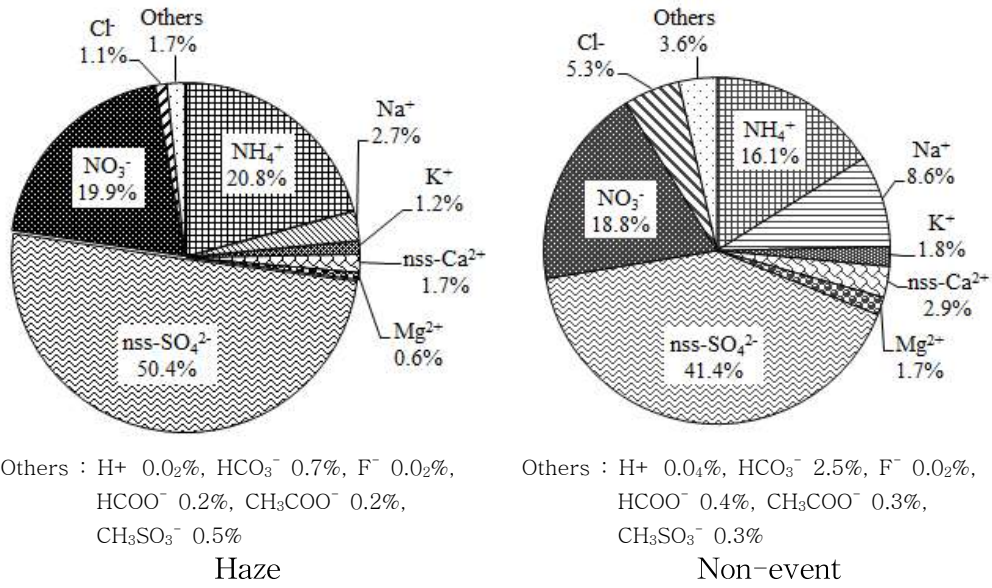 Cl⁻
1.1%
Others
1.7%
NH₄⁺
20.8%
Na⁺
2.7%
K⁺
1.2%
nss-Ca²⁺
1.7%
Mg²⁺
0.6%
nss-SO₄²⁻
50.4%
NO₃⁻
19.9%
Others : H+ 0.0₂%, HCO₃⁻ 0.7%, F⁻ 0.0₂%,
HCOO⁻ 0.2%, CH₃COO⁻ 0.2%,
CH₃SO₃⁻ 0.5%
Haze
Cl-
5.3%
Others
3.6%
NH₄⁺
16.1%
Na⁺
8.6%
K⁺
1.8%
nss-Ca²⁺
2.9%
Mg²⁺
1.7%
nss-SO₄²⁻
41.4%
NO₃⁻
18.8%
Others : H+ 0.0₄%, HCO₃⁻ 2.5%, F⁻ 0.0₂%,
HCOO⁻ 0.4%, CH₃COO⁻ 0.3%,
CH₃SO₃⁻ 0.3%
Non-event